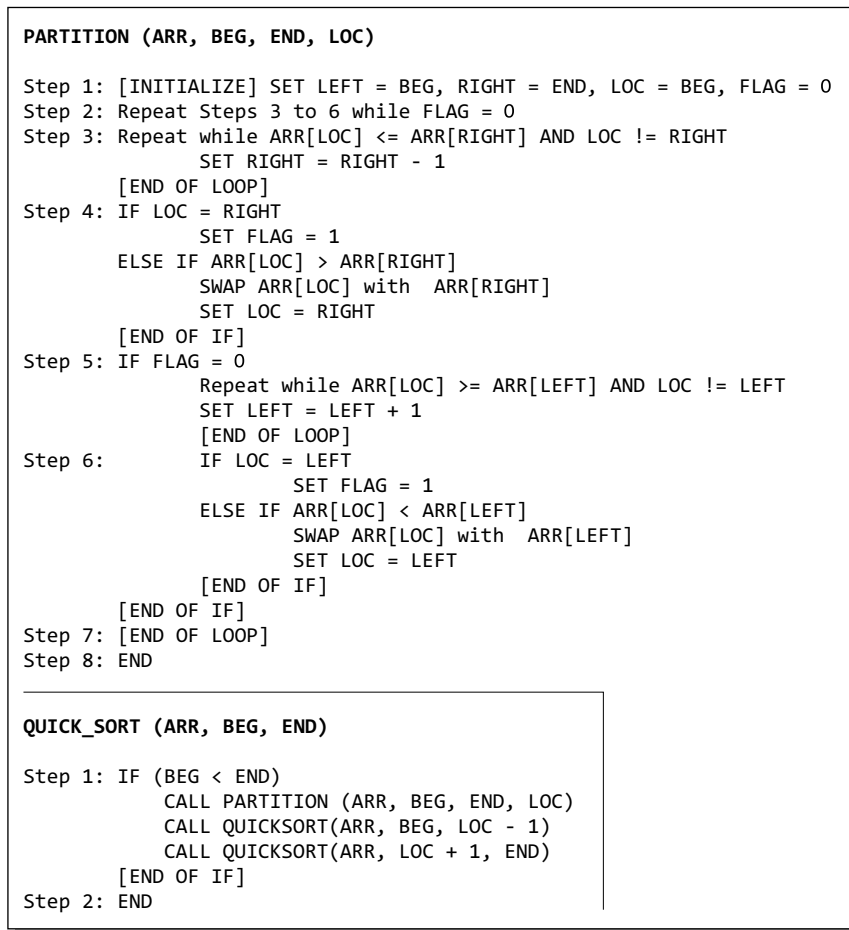 PARTITION (ARR, BEG, END, LOC)
Step 1: [INITIALIZE] SET LEFT = BEG, RIGHT = END, LOC = BEG, FLAG = 0
Step 2: Repeat Steps 3 to 6 while FLAG = 0
Step 3: Repeat while ARR[LOC] <= ARR[RIGHT] AND LOC != RIGHT
SET RIGHT = RIGHT - 1
[END OF LOOP]
Step 4: IF LOC = RIGHT
SET FLAG = 1
ELSE IF ARR[LOC] > ARR[RIGHT]
SWAP ARR[LOC] with ARR[RIGHT]
SET LOC = RIGHT
[END OF IF]
Step 5: IF FLAG = 0
Repeat while ARR[LOC] >= ARR[LEFT] AND LOC != LEFT
SET LEFT = LEFT + 1
[END OF LOOP]
Step 6: IF LOC = LEFT
SET FLAG = 1
ELSE IF ARR[LOC] < ARR[LEFT]
SWAP ARR[LOC] with ARR[LEFT]
SET LOC = LEFT
[END OF IF]
[END OF IF]
Step 7: [END OF LOOP]
Step 8: END
QUICK_SORT (ARR, BEG, END)
Step 1: IF (BEG < END)
CALL PARTITION (ARR, BEG, END, LOC)
CALL QUICKSORT(ARR, BEG, LOC - 1)
CALL QUICKSORT(ARR, LOC + 1, END)
[END OF IF]
Step 2: END